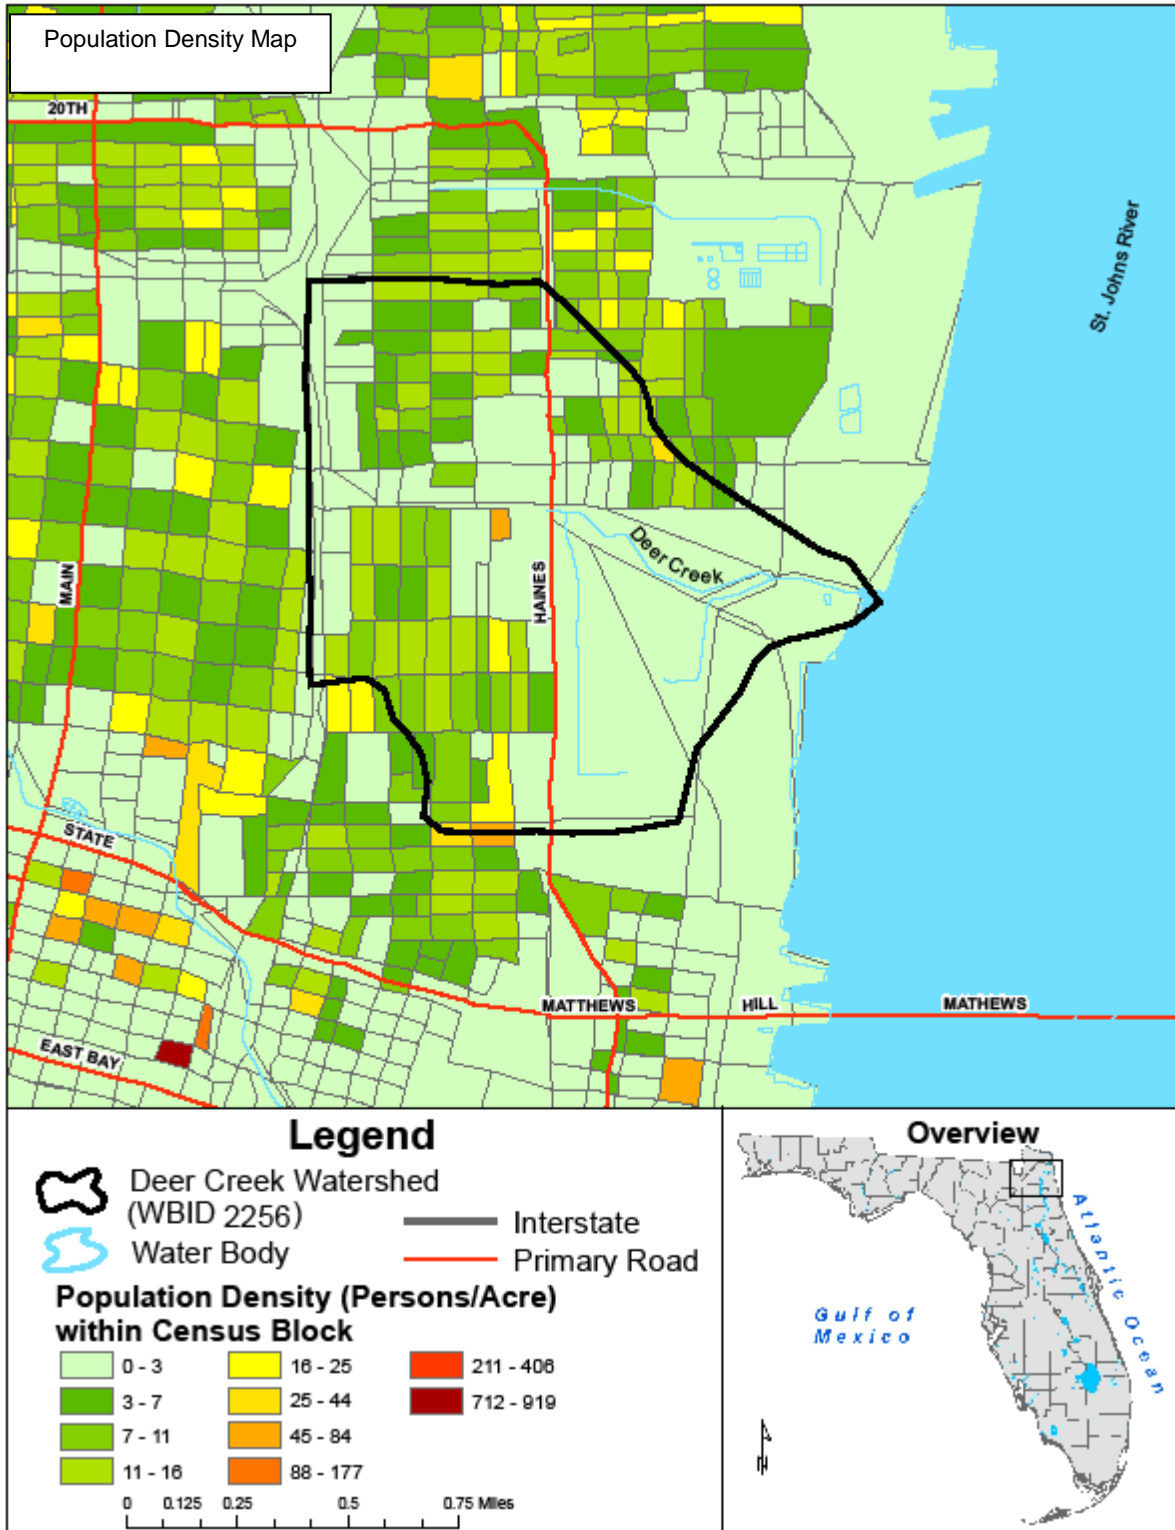 Population Density Map
20TH
St. Johns River
MAIN
HAINES
Deer Creek
STATE
MATTHEWS
HILL
MATHEWS
EAST BAY
Legend
Deer Creek Watershed
(WBID 2256)
Water Body
Interstate
Primary Road
Population Density (Persons/Acre)
within Census Block
0 - 3
3 - 7
7 - 11
11 - 16
16 - 25
25 - 44
45 - 84
88 - 177
211 - 406
712 - 919
0 0.125 0.25 0.5 0.75 Miles
Overview
Atlantic Ocean
Gulf of
Mexico
N